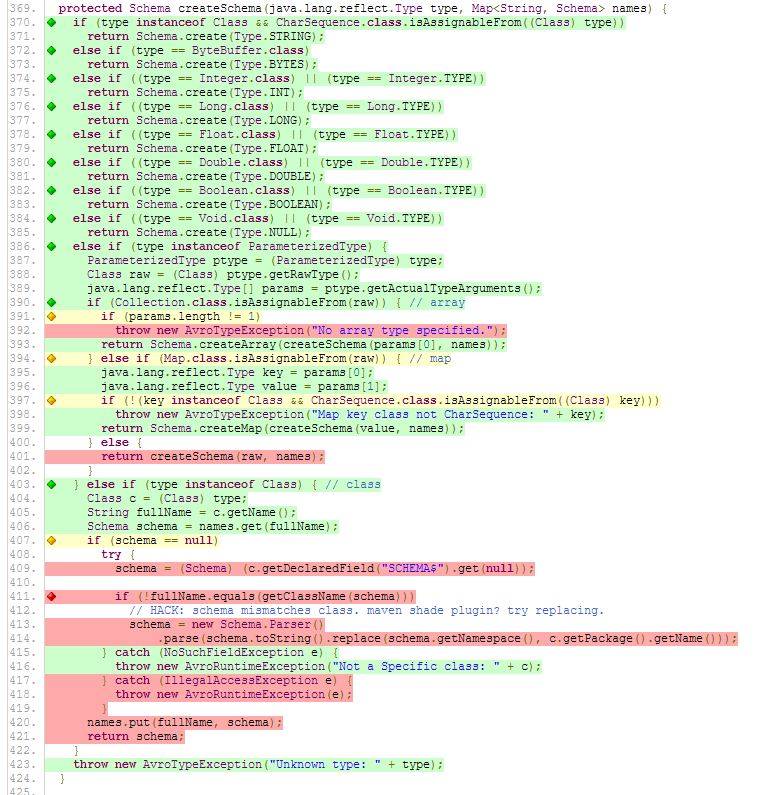 369. protected Schema createSchema(java.lang.reflect.Type type, Map<String, Schema> names) {
370. if (type instanceof Class && CharSequence.class.isAssignableFrom((Class) type))
371. return Schema.create(Type.STRING);
372. else if (type == ByteBuffer.class)
373. return Schema.create(Type.BYTES);
374. else if ((type == Integer.class) || (type == Integer.TYPE))
375. return Schema.create(Type.INT);
376. else if ((type == Long.class) || (type == Long.TYPE))
377. return Schema.create(Type.LONG);
378. else if ((type == Float.class) || (type == Float.TYPE))
379. return Schema.create(Type.FLOAT);
380. else if ((type == Double.class) || (type == Double.TYPE))
381. return Schema.create(Type.DOUBLE);
382. else if ((type == Boolean.class) || (type == Boolean.TYPE))
383. return Schema.create(Type.BOOLEAN);
384. else if ((type == Void.class) || (type == Void.TYPE))
385. return Schema.create(Type.NULL);
386. else if (type instanceof ParameterizedType) {
387. ParameterizedType ptype = (ParameterizedType) type;
388. Class raw = (Class) ptype.getRawType();
389. java.lang.reflect.Type[] params = ptype.getActualTypeArguments();
390. if (Collection.class.isAssignableFrom(raw)) { // array
391. if (params.length != 1)
392. throw new AvroTypeException("No array type specified.");
393. return Schema.createArray(createSchema(params[0], names));
394. } else if (Map.class.isAssignableFrom(raw)) { // map
395. java.lang.reflect.Type key = params[0];
396. java.lang.reflect.Type value = params[1];
397. if (!(key instanceof Class && CharSequence.class.isAssignableFrom((Class) key)))
398. throw new AvroTypeException("Map key class not CharSequence: " + key);
399. return Schema.createMap(createSchema(value, names));
400. } else {
401. return createSchema(raw, names);
402. }
403. } else if (type instanceof Class) { // class
404. Class c = (Class) type;
405. String fullName = c.getName();
406. Schema schema = names.get(fullName);
407. if (schema == null)
408. try {
409. schema = (Schema) (c.getDeclaredField("SCHEMA$").get(null));
410.
411. if (!fullName.equals(getClassName(schema)))
412. // HACK: schema mismatches class. maven shade plugin? try replacing.
413. schema = new Schema.Parser()
414. .parse(schema.toString().replace(schema.getNamespace(), c.getPackage().getName()));
415. } catch (NoSuchFieldException e) {
416. throw new AvroRuntimeException("Not a Specific class: " + c);
417. } catch (IllegalAccessException e) {
418. throw new AvroRuntimeException(e);
419. }
420. names.put(fullName, schema);
421. return schema;
422. }
423. throw new AvroTypeException("Unknown type: " + type);
424. }
425.